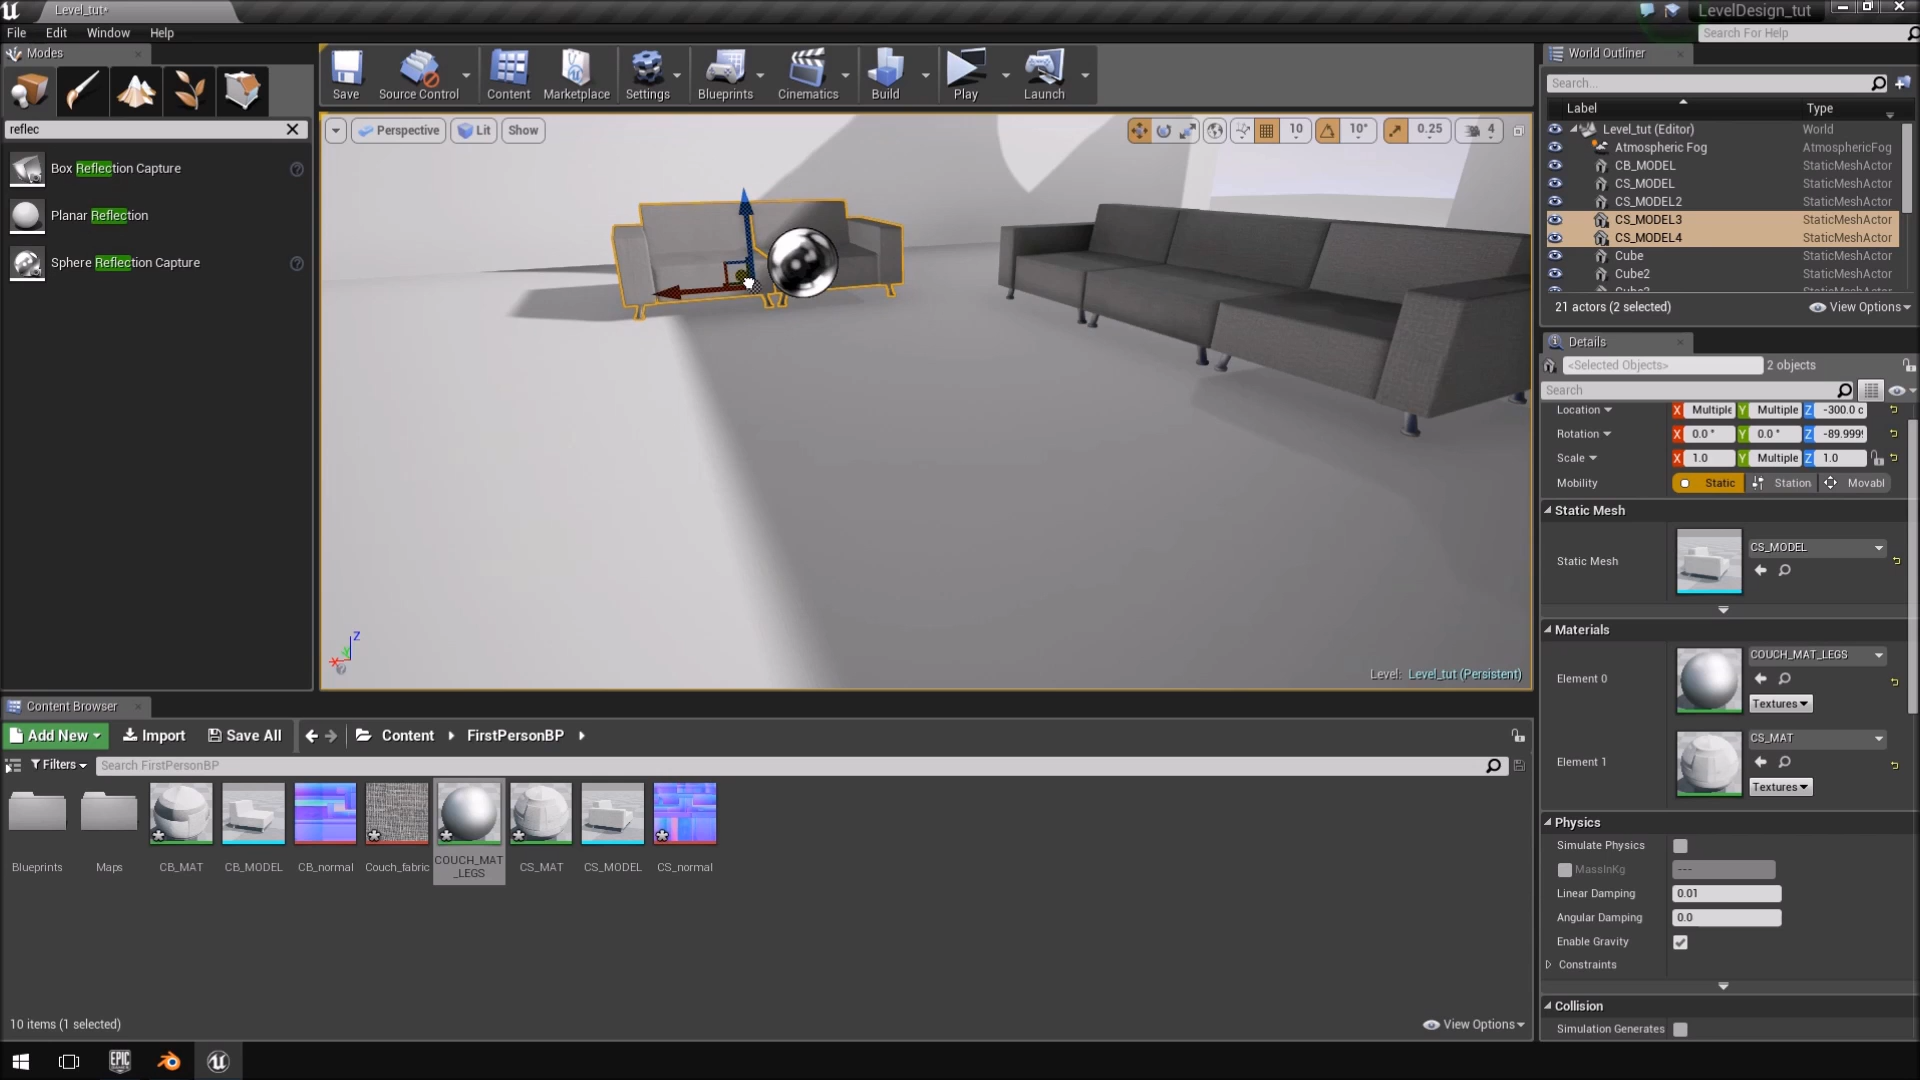 Level_tut*
LevelDesign_tut
File Edit Window Help
Search For Help
Modes
reflec
Box Reflection Capture
Planar Reflection
Sphere Reflection Capture
Save
Source Control
Content
Marketplace
Settings
Blueprints
Cinematics
Build
Play
Launch
Perspective
Lit
Show
10
10°
0.25
4
Z
X
Level: Level_tut (Persistent)
World Outliner
Search...
Label Type
Level_tut (Editor) World
Atmospheric Fog AtmosphericFog
CB_MODEL StaticMeshActor
CS_MODEL StaticMeshActor
CS_MODEL2 StaticMeshActor
CS_MODEL3 StaticMeshActor
CS_MODEL4 StaticMeshActor
Cube StaticMeshActor
Cube2 StaticMeshActor
21 actors (2 selected)
View Options
Details
<Selected Objects> 2 objects
Search
Location X Multiple Y Multiple Z -300.0 c
Rotation X 0.0 ° Y 0.0 ° Z -89.999
Scale X 1.0 Y Multiple Z 1.0
Mobility Static Station Movabl
Static Mesh
Static Mesh CS_MODEL
Materials
Element 0 COUCH_MAT_LEGS
Textures
Element 1 CS_MAT
Textures
Physics
Simulate Physics
MassInKg ---
Linear Damping 0.01
Angular Damping 0.0
Enable Gravity
Constraints
Collision
Simulation Generates
Content Browser
Add New Import Save All Content FirstPersonBP
Filters Search FirstPersonBP
Blueprints
Maps
CB_MAT
CB_MODEL
CB_normal
Couch_fabric
COUCH_MAT
_LEGS
CS_MAT
CS_MODEL
CS_normal
10 items (1 selected)
View Options
EPIC